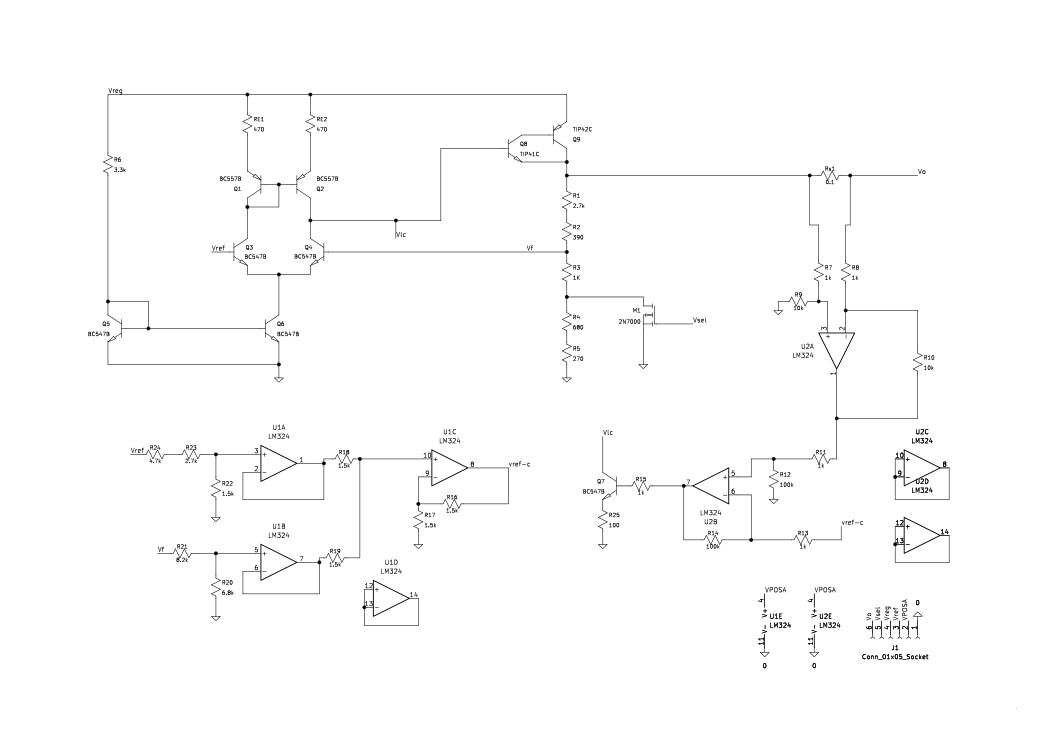 Vreg
RE1
470
RE2
470
R6
3.3k
BC557B
Q1
BC557B
Q2
Vref
Q3
BC547B
Q4
BC547B
Vic
Q5
BC547B
Q6
BC547B
Q8
TIP41C
TIP42C
Q9
R1
2.7k
R2
390
R3
1K
R4
680
R5
270
Vf
M1
2N7000
Vsel
Rs1
0.1
Vo
R8
1k
R7
1k
R9
10k
R10
10k
2
3
1
U2A
LM324
R11
1k
R12
100k
vref-c
R13
1k
R14
100k
5
6
7
LM324
U2B
R15
1k
Vic
Q7
BC547B
R25
100
U2C
LM324
10
9
8
U2D
LM324
12
13
14
0
1
VPOSA 2
Vref 3
Vreg 4
Vsel 5
Vo 6
J1
Conn_01x05_Socket
VPOSA
4
V+
V-
11
U2E
LM324
0
VPOSA
4
V+
V-
11
U1E
LM324
0
Vref
R24
4.7k
R23
2.7k
R22
1.5k
U1A
LM324
3
2
1
Vf
R21
8.2k
R20
6.8k
U1B
LM324
5
6
7
R18
1.5k
R19
1.5k
U1C
LM324
10
9
8
vref-c
R16
1.5k
R17
1.5k
U1D
LM324
12
13
14